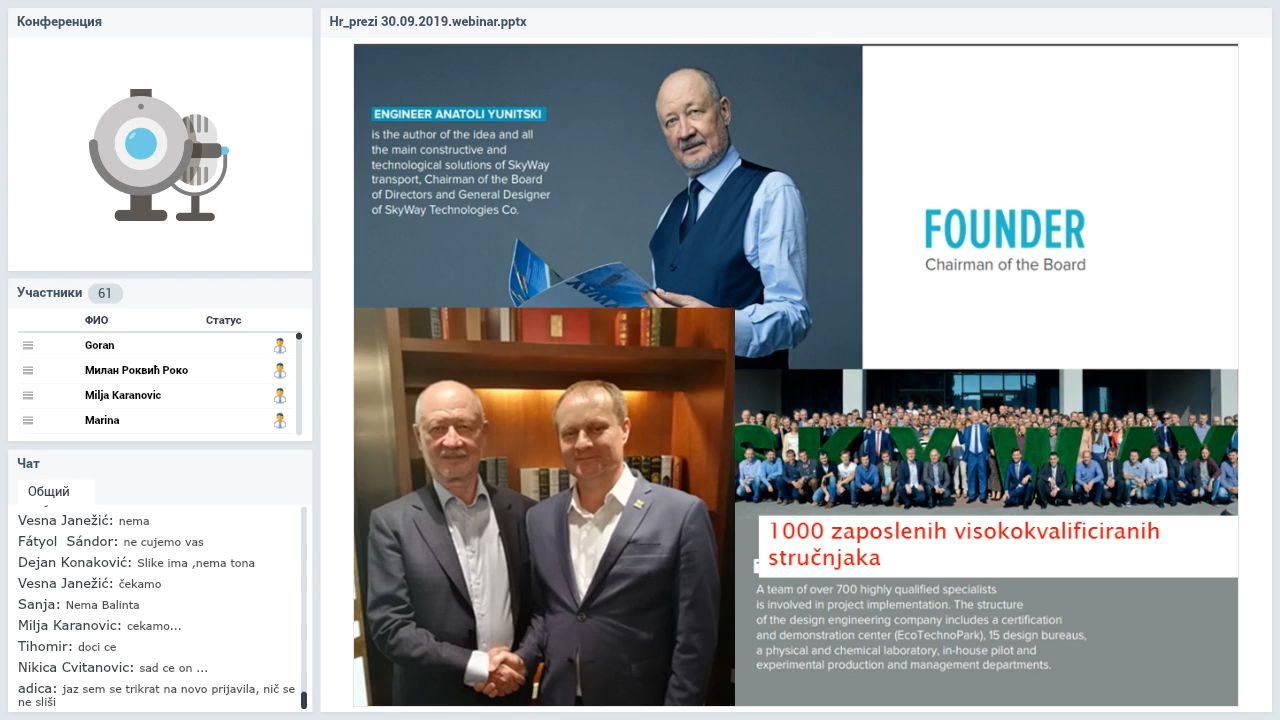 Конференция
Участники 61
ФИО Статус
Goran
Милан Роквић Роко
Milja Karanovic
Marina
Чат
Общий
Vesna Janežić: nema
Fátyol Sándor: ne cujemo vas
Dejan Konaković: Slike ima ,nema tona
Vesna Janežić: čekamo
Sanja: Nema Balinta
Milja Karanovic: cekamo...
Tihomir: doci ce
Nikica Cvitanovic: sad ce on ...
adica: jaz sem se trikrat na novo prijavila, nič se
ne sliši
Hr_prezi 30.09.2019.webinar.pptx
ENGINEER ANATOLI YUNITSKI
is the author of the idea and all
the main constructive and
technological solutions of SkyWay
transport, Chairman of the Board
of Directors and General Designer
of SkyWay Technologies Co.
FOUNDER
Chairman of the Board
SKYWAY
1000 zaposlenih visokokvalificiranih
stručnjaka
A team of over 700 highly qualified specialists
is involved in project implementation. The structure
of the design engineering company includes a certification
and demonstration center (EcoTechnoPark), 15 design bureaus,
a physical and chemical laboratory, in-house pilot and
experimental production and management departments.